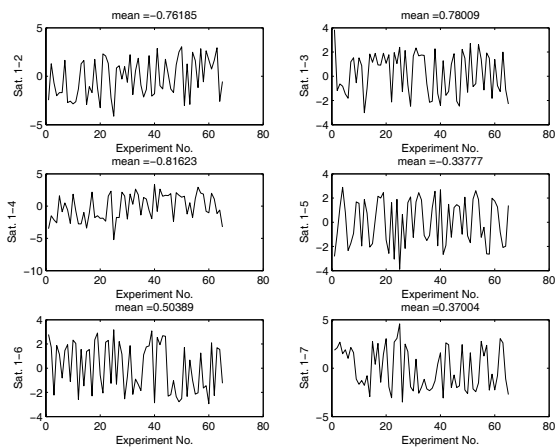 mean =−0.76185
5
0
−5
0 20 40 60 80
Sat. 1−2
Experiment No.
mean =0.78009
4
2
0
−2
−4
0 20 40 60 80
Sat. 1−3
Experiment No.
mean =−0.81623
5
0
−5
−10
0 20 40 60 80
Sat. 1−4
Experiment No.
mean =−0.33777
4
2
0
−2
−4
0 20 40 60 80
Sat. 1−5
Experiment No.
mean =0.50389
4
2
0
−2
−4
0 20 40 60 80
Sat. 1−6
Experiment No.
mean =0.37004
5
0
−5
0 20 40 60 80
Sat. 1−7
Experiment No.